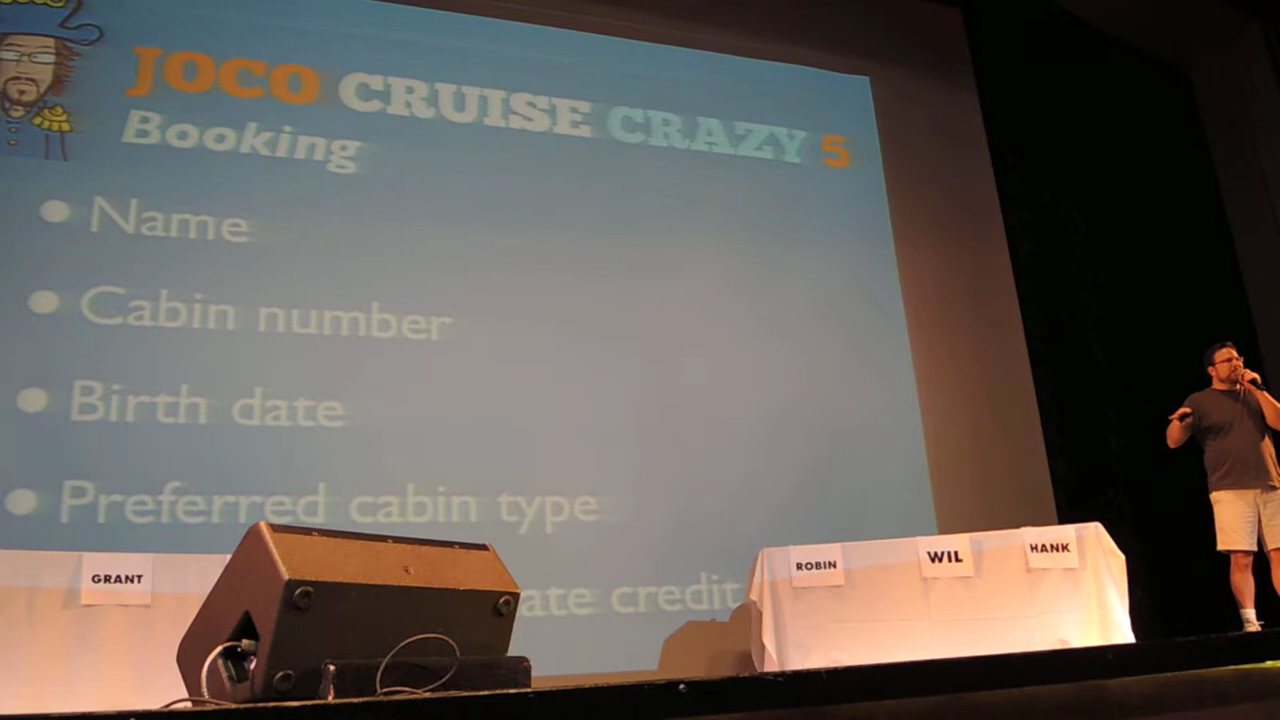 JOCO CRUISE CRAZY 5
Booking
• Name
• Cabin number
• Birth date
• Preferred cabin type
ate credit
GRANT
ROBIN
WIL
HANK